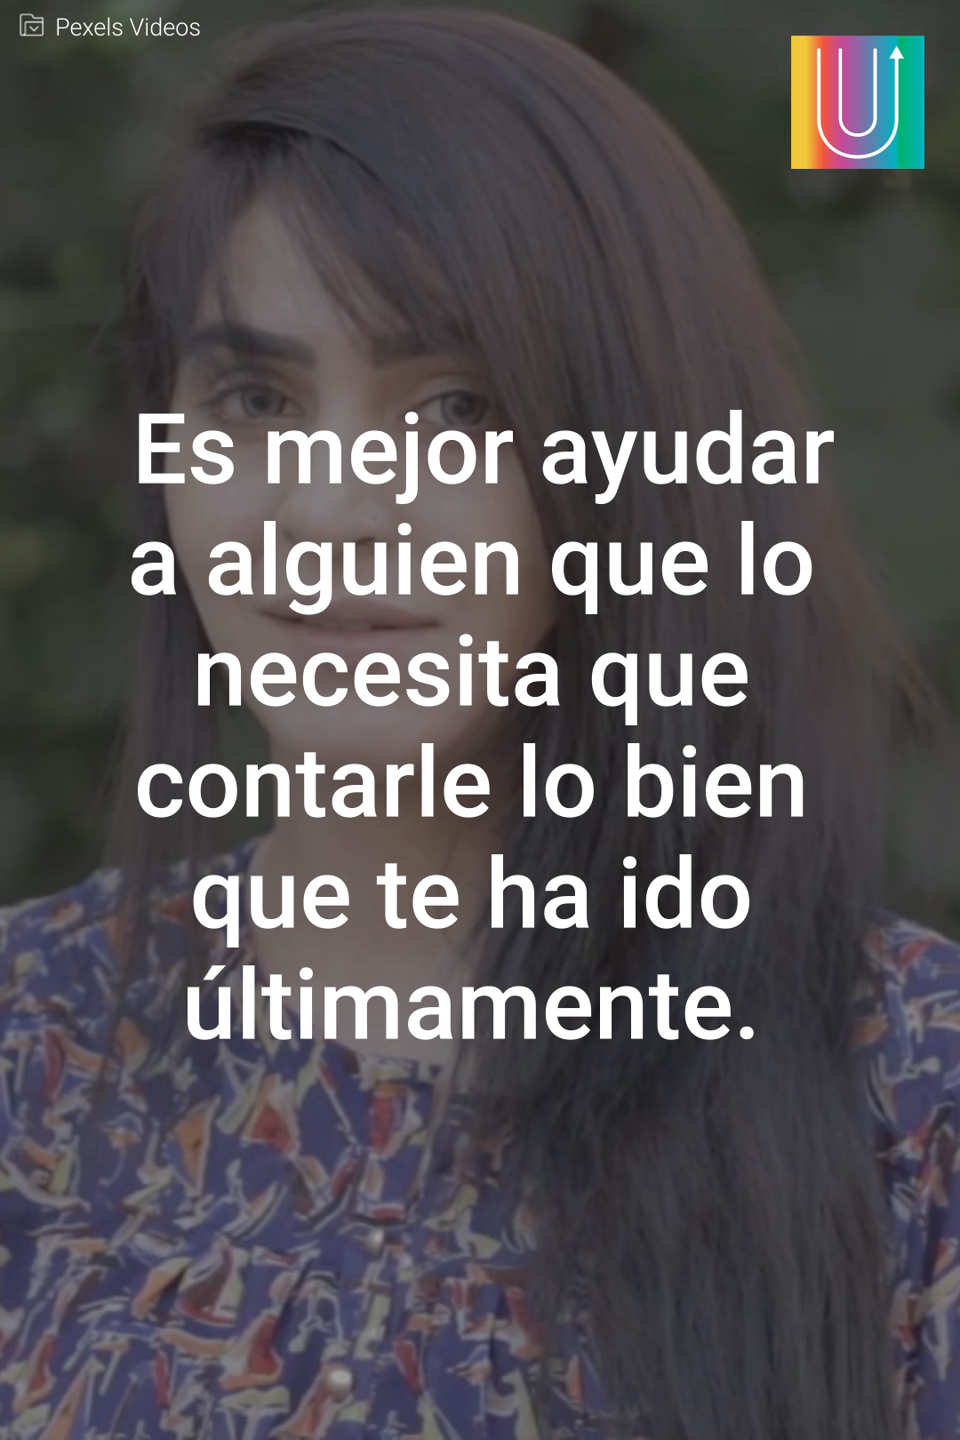 Pexels Videos
Es mejor ayudar
a alguien que lo
necesita que
contarle lo bien
que te ha ido
últimamente.